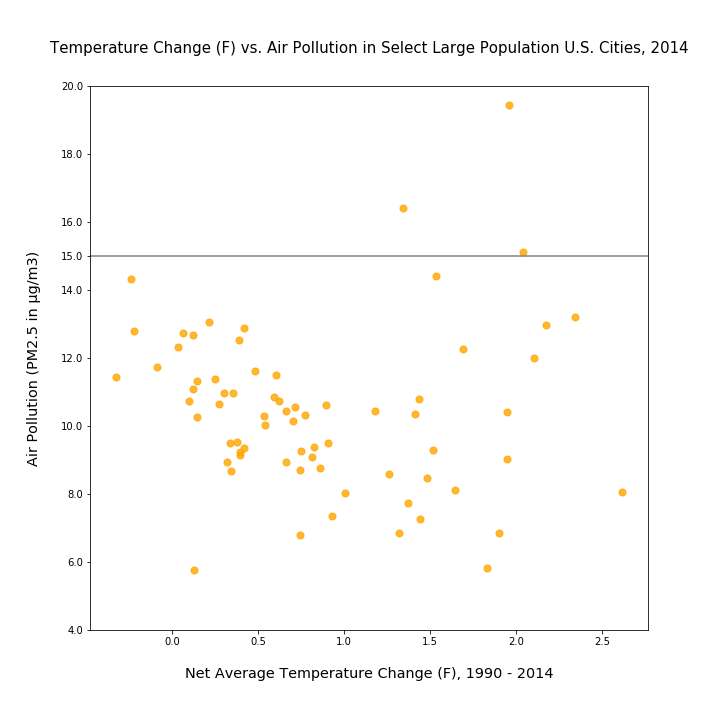 Temperature Change (F) vs. Air Pollution in Select Large Population U.S. Cities, 2014
20.0
18.0
16.0
15.0
14.0
12.0
10.0
8.0
6.0
4.0
Air Pollution (PM2.5 in µg/m3)
0.0 0.5 1.0 1.5 2.0 2.5
Net Average Temperature Change (F), 1990 - 2014